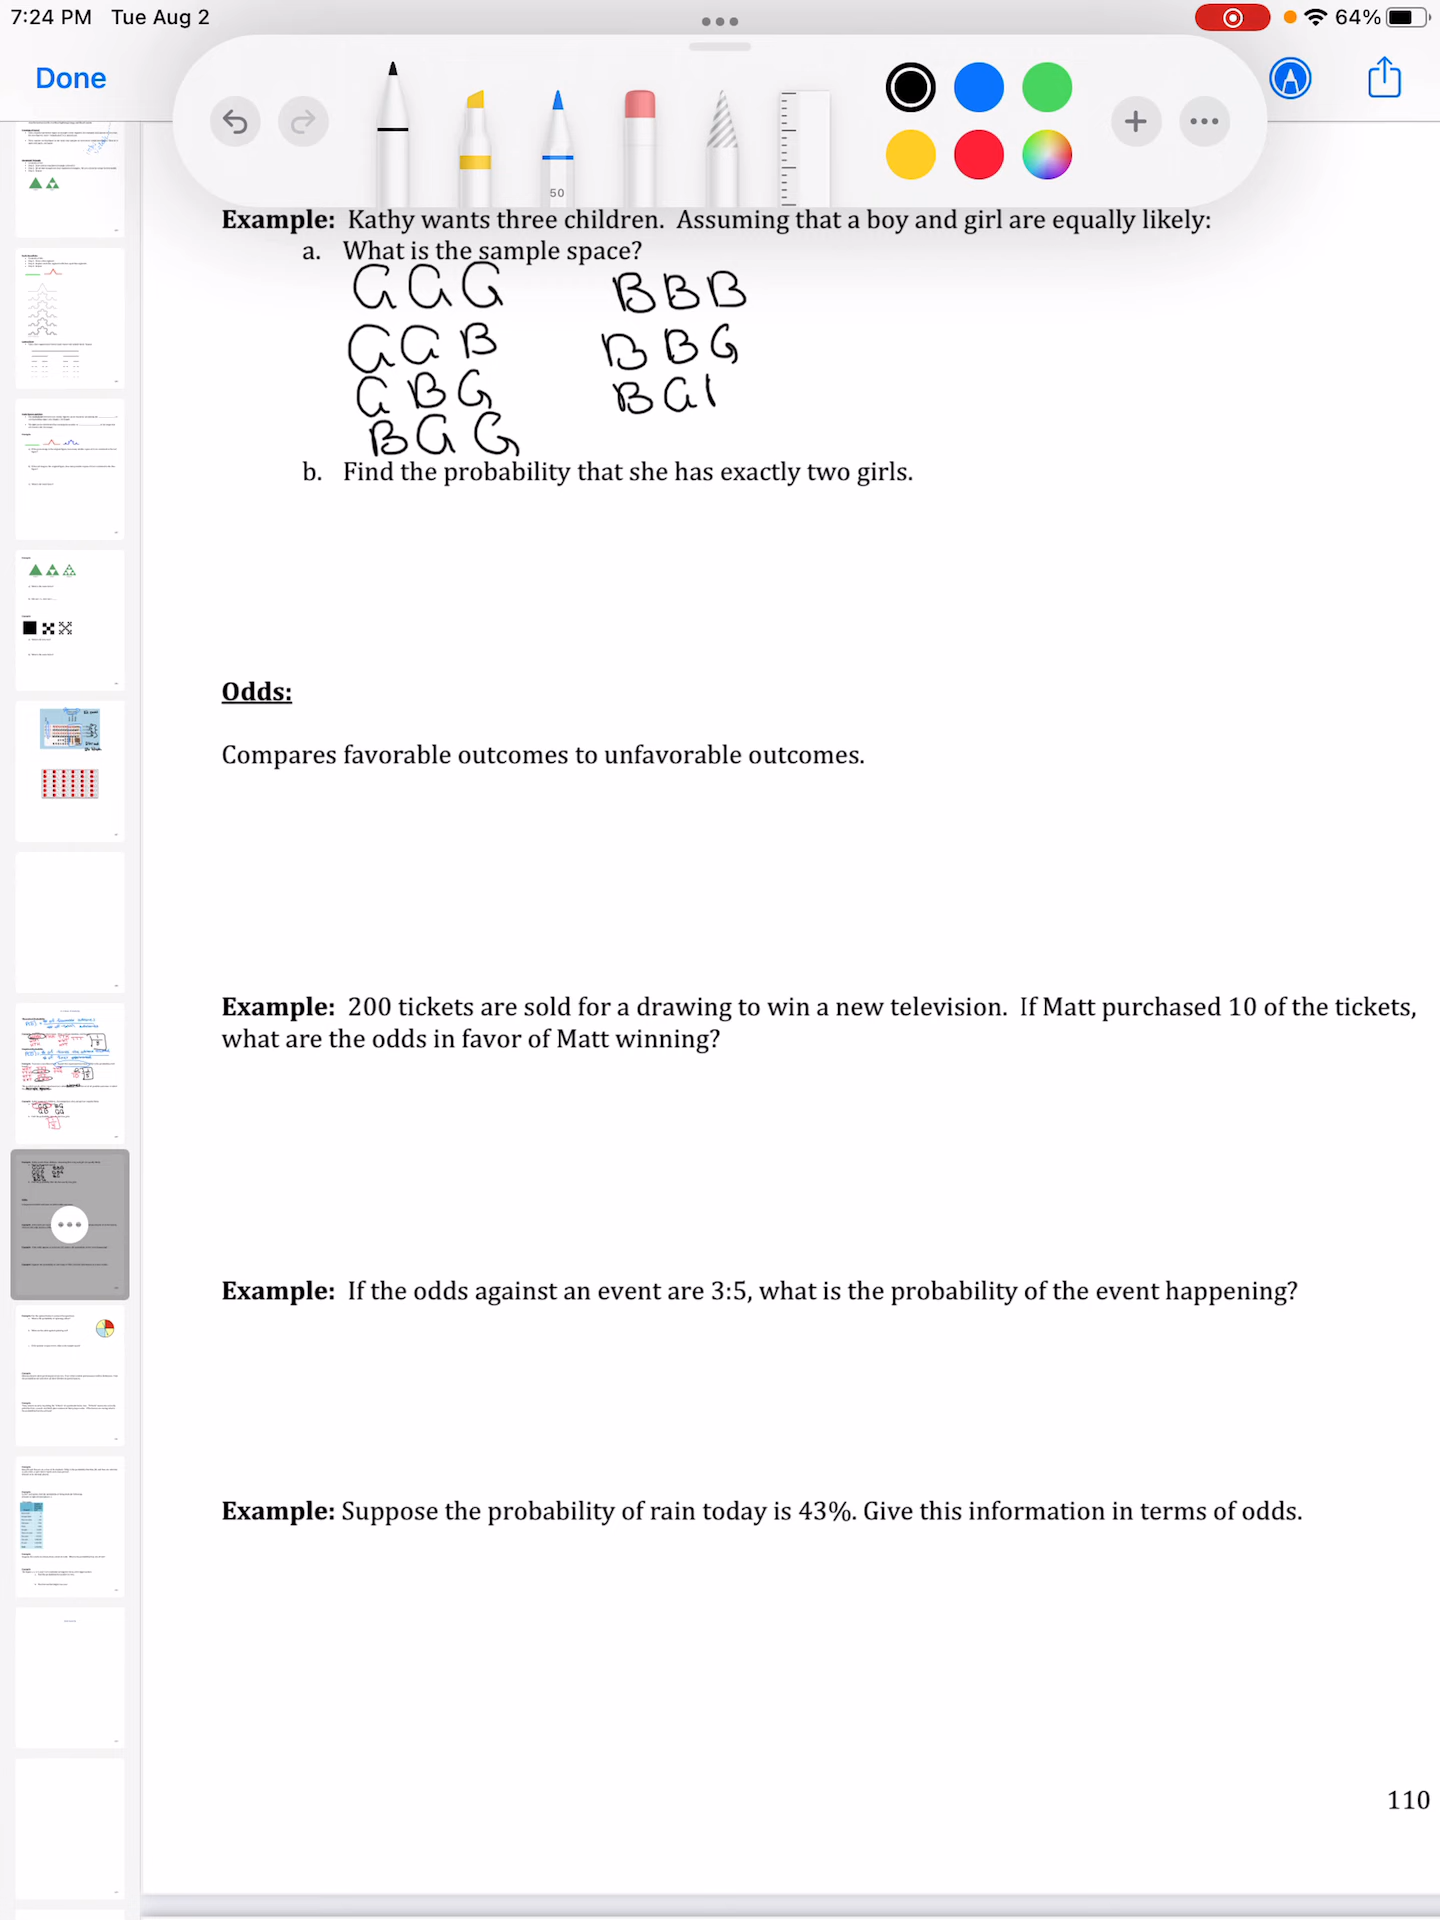 7:24 PM Tue Aug 2
64%
Done
50
Example: Kathy wants three children. Assuming that a boy and girl are equally likely:
a. What is the sample space?
GGG BBB
GGB BBG
GBG BG
BGG
b. Find the probability that she has exactly two girls.
Odds:
Compares favorable outcomes to unfavorable outcomes.
Example: 200 tickets are sold for a drawing to win a new television. If Matt purchased 10 of the tickets,
what are the odds in favor of Matt winning?
Example: If the odds against an event are 3:5, what is the probability of the event happening?
Example: Suppose the probability of rain today is 43%. Give this information in terms of odds.
110